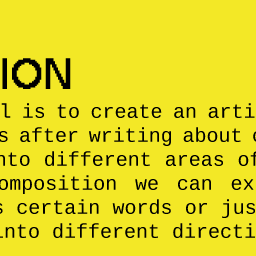 ION
l is to create an arti
s after writing about
nto different areas of
omposition we can ex
s certain words or jus
into different directi